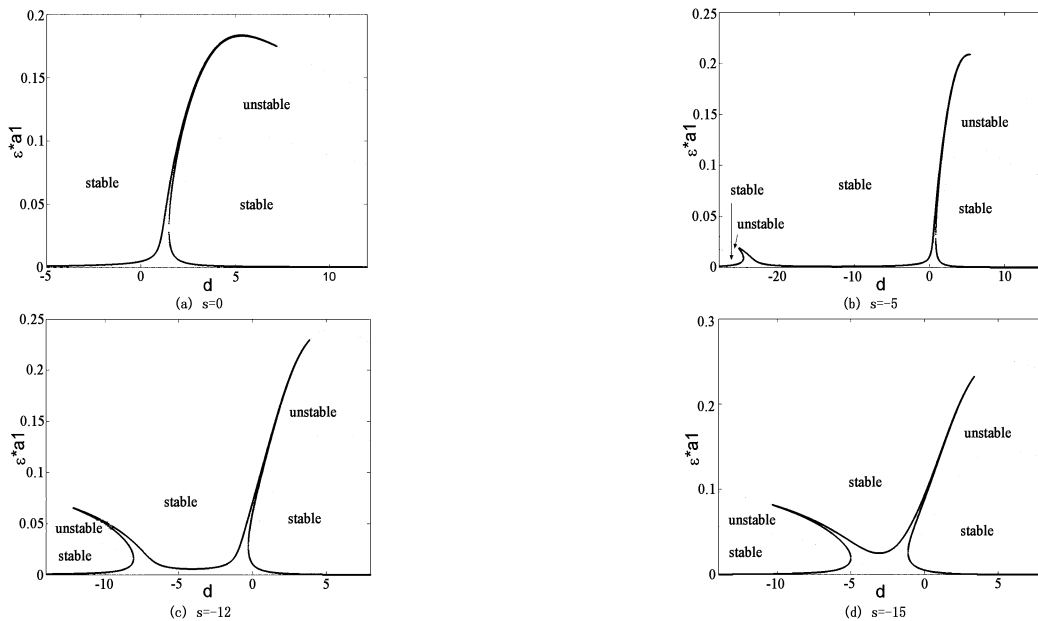 0.2
0.15
0.1
0.05
0
ε*a1
unstable
stable
stable
-5
0
5
10
d
(a) s=0
0.25
0.2
0.15
0.1
0.05
0
ε*a1
unstable
stable
stable
stable
unstable
-20
-10
0
10
d
(b) s=-5
0.25
0.2
0.15
0.1
0.05
0
ε*a1
unstable
stable
stable
unstable
stable
-10
-5
0
5
d
(c) s=-12
0.3
0.2
0.1
0
ε*a1
unstable
stable
unstable
stable
stable
-10
-5
0
5
d
(d) s=-15